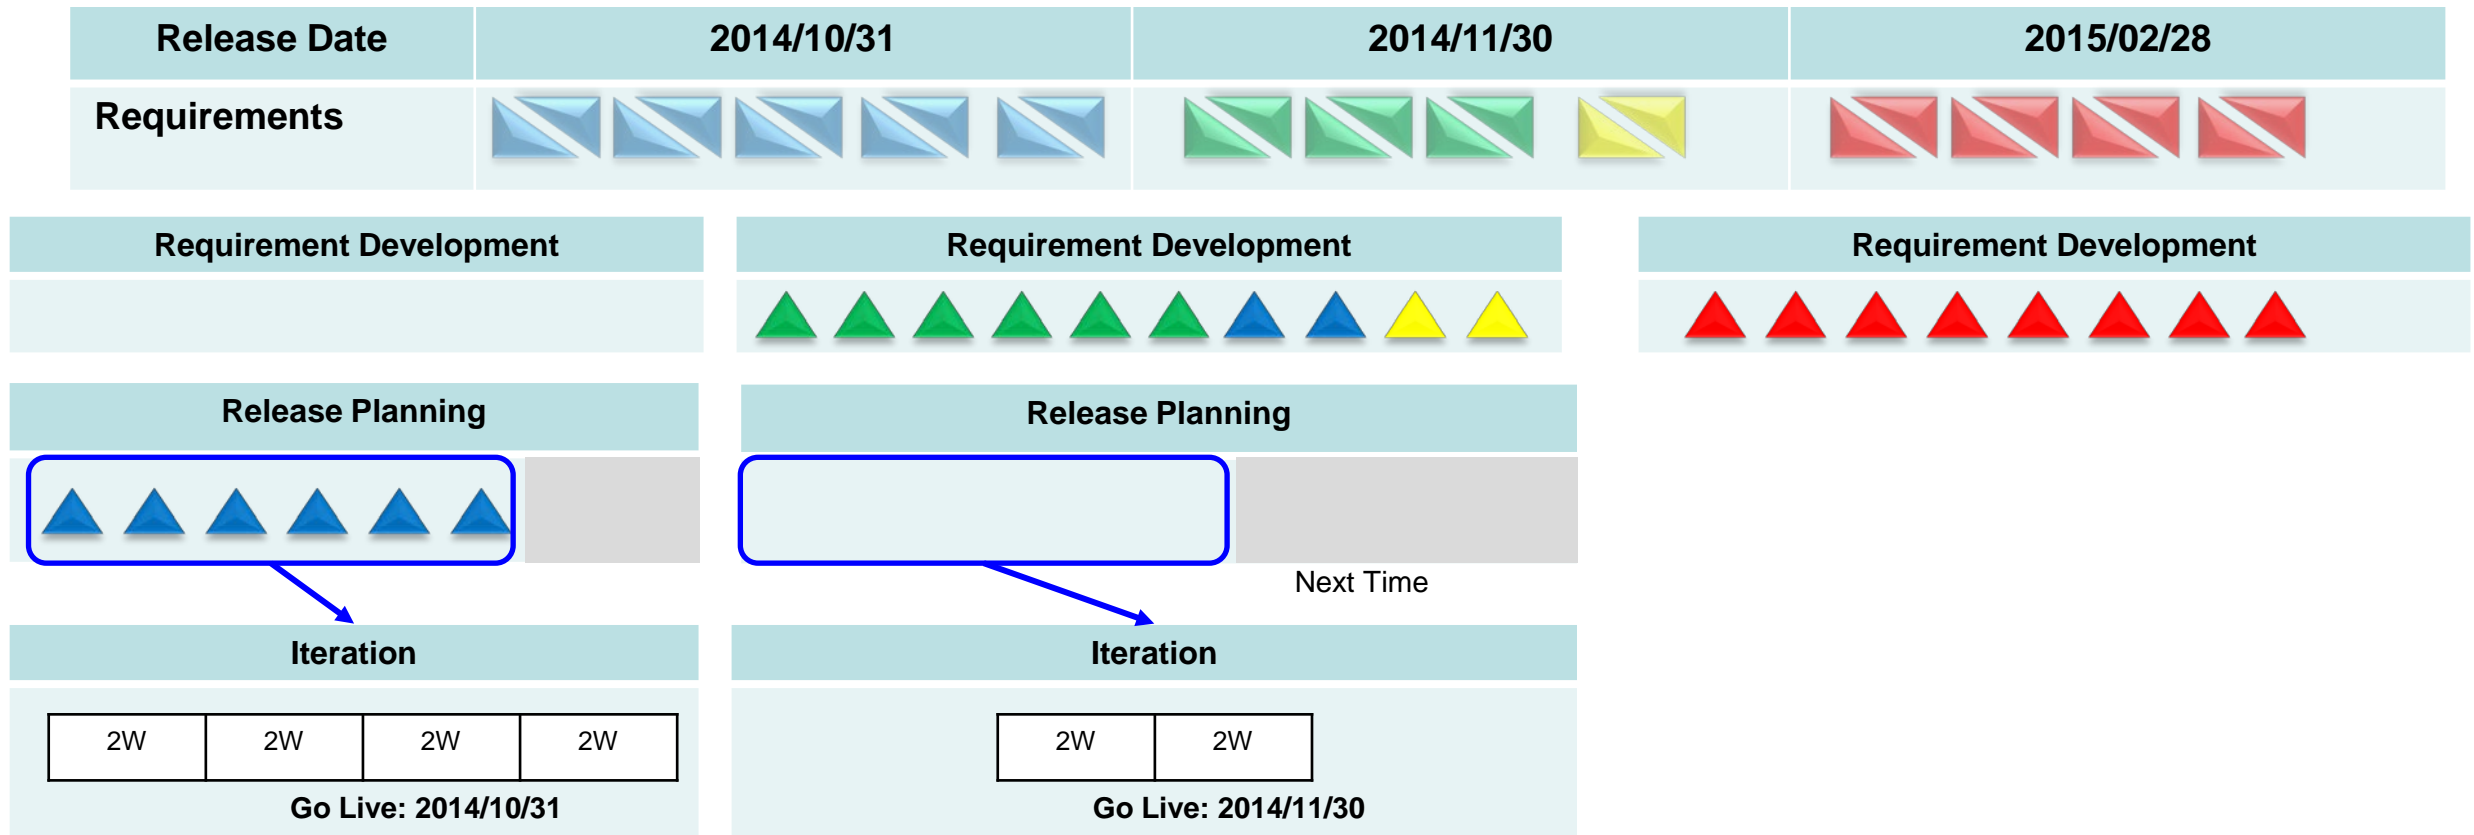 Release Date 2014/10/31 2014/11/30 2015/02/28
Requirements
Requirement Development Requirement Development Requirement Development
Release Planning Release Planning
Next Time
Iteration Iteration
2W 2W 2W 2W 2W 2W
Go Live: 2014/10/31 Go Live: 2014/11/30